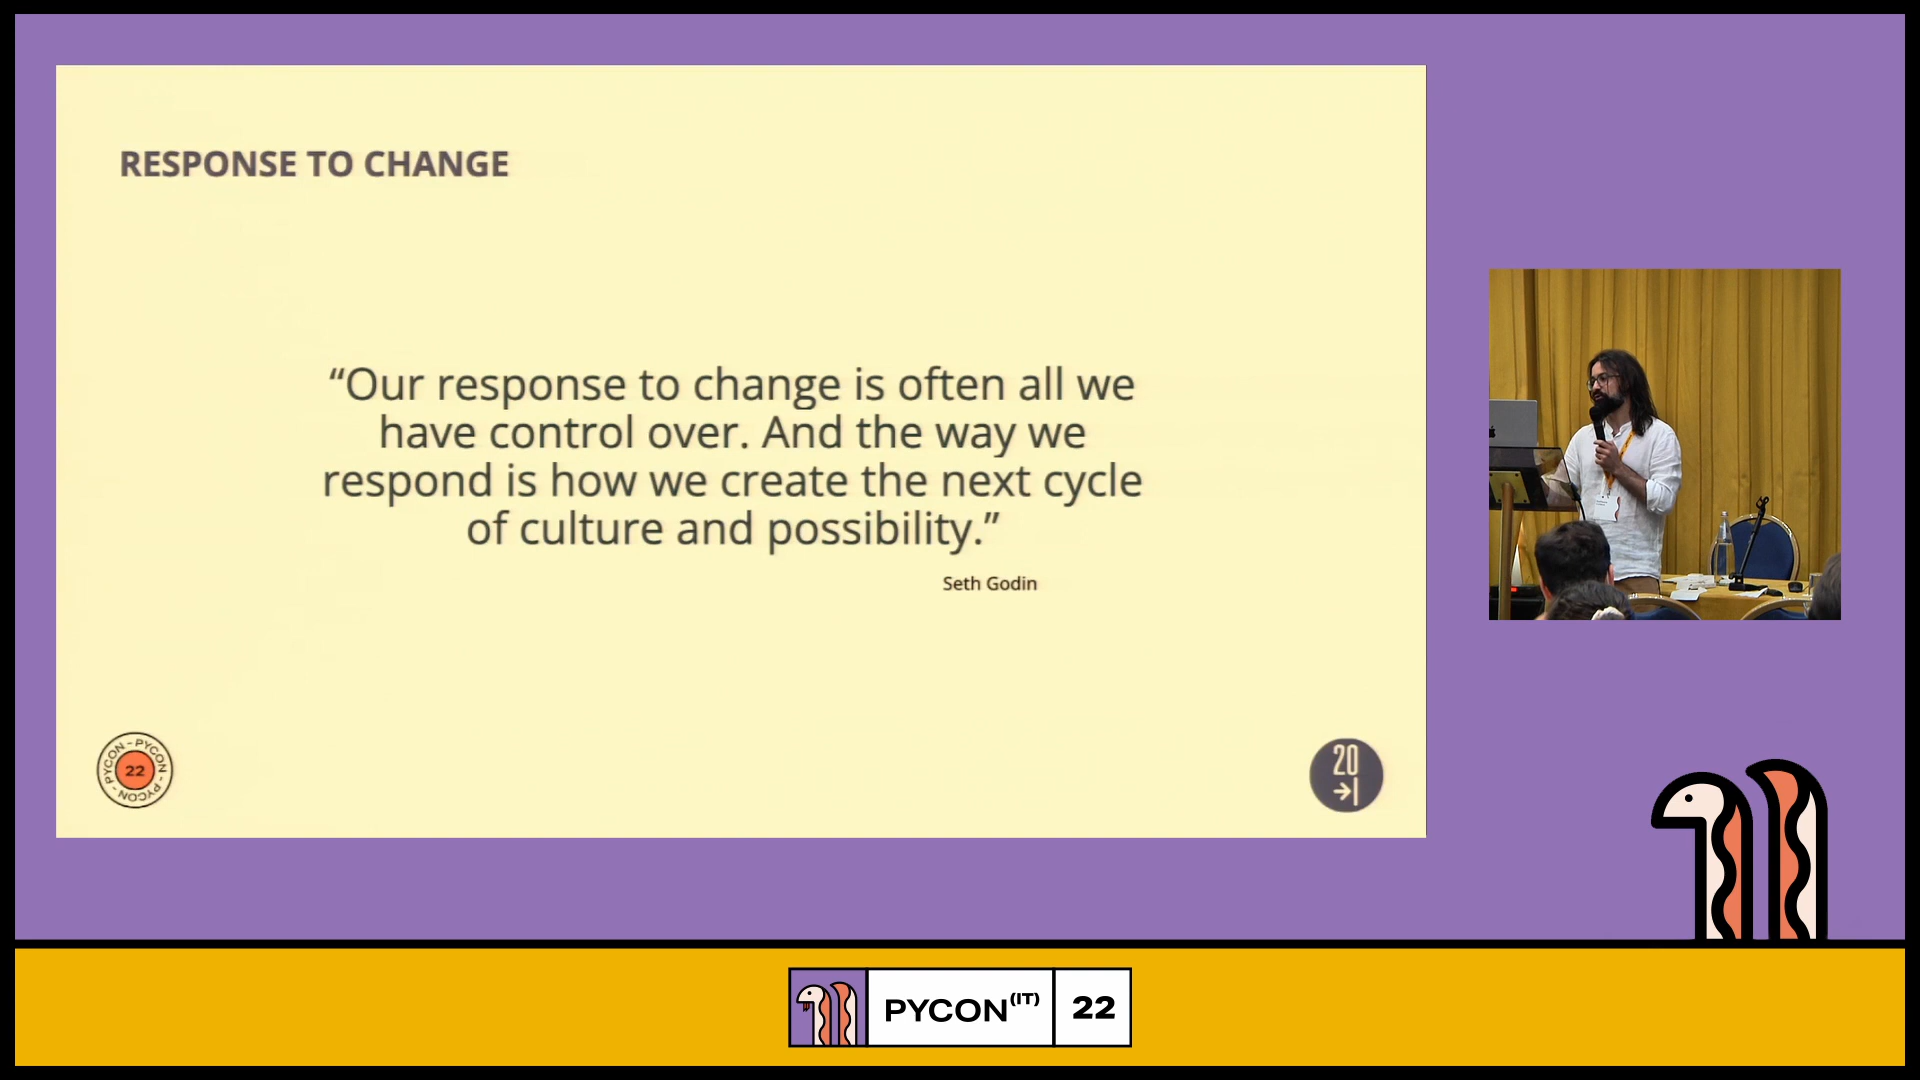 RESPONSE TO CHANGE
“Our response to change is often all we
have control over. And the way we
respond is how we create the next cycle
of culture and possibility.”
Seth Godin
PYCON - PYCON - PYCON - PYCON -
22
20
PYCON(IT) 22